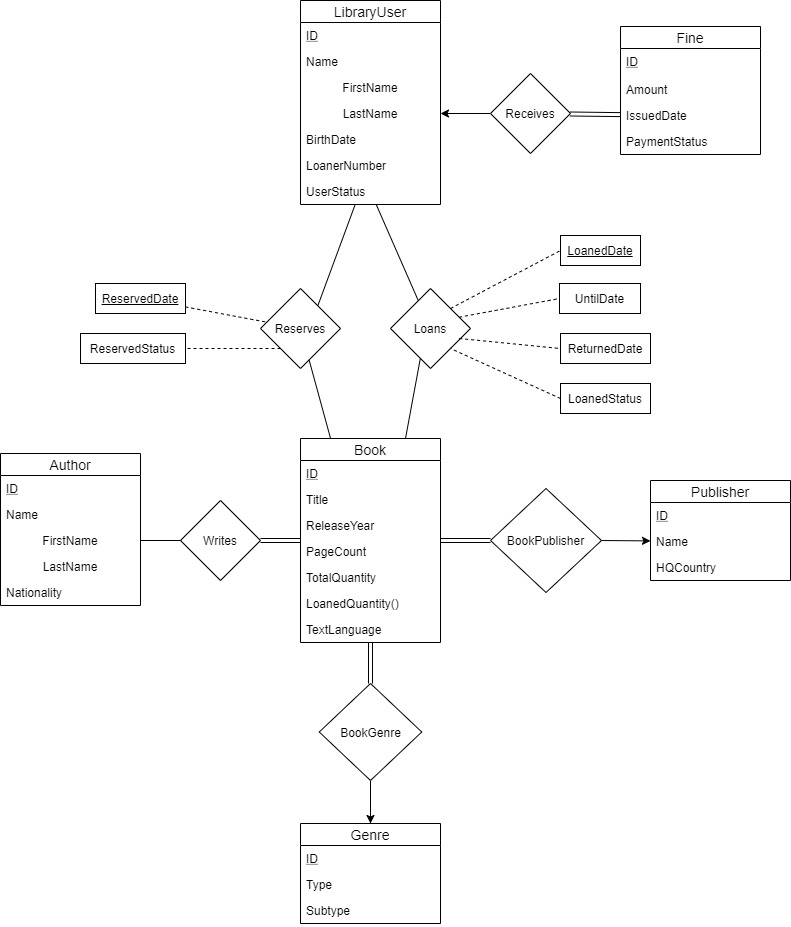 LibraryUser
ID
Name
FirstName
LastName
BirthDate
LoanerNumber
UserStatus
Receives
Fine
ID
Amount
IssuedDate
PaymentStatus
ReservedDate
ReservedStatus
Reserves
Loans
LoanedDate
UntilDate
ReturnedDate
LoanedStatus
Author
ID
Name
FirstName
LastName
Nationality
Writes
Book
ID
Title
ReleaseYear
PageCount
TotalQuantity
LoanedQuantity()
TextLanguage
BookPublisher
Publisher
ID
Name
HQCountry
BookGenre
Genre
ID
Type
Subtype